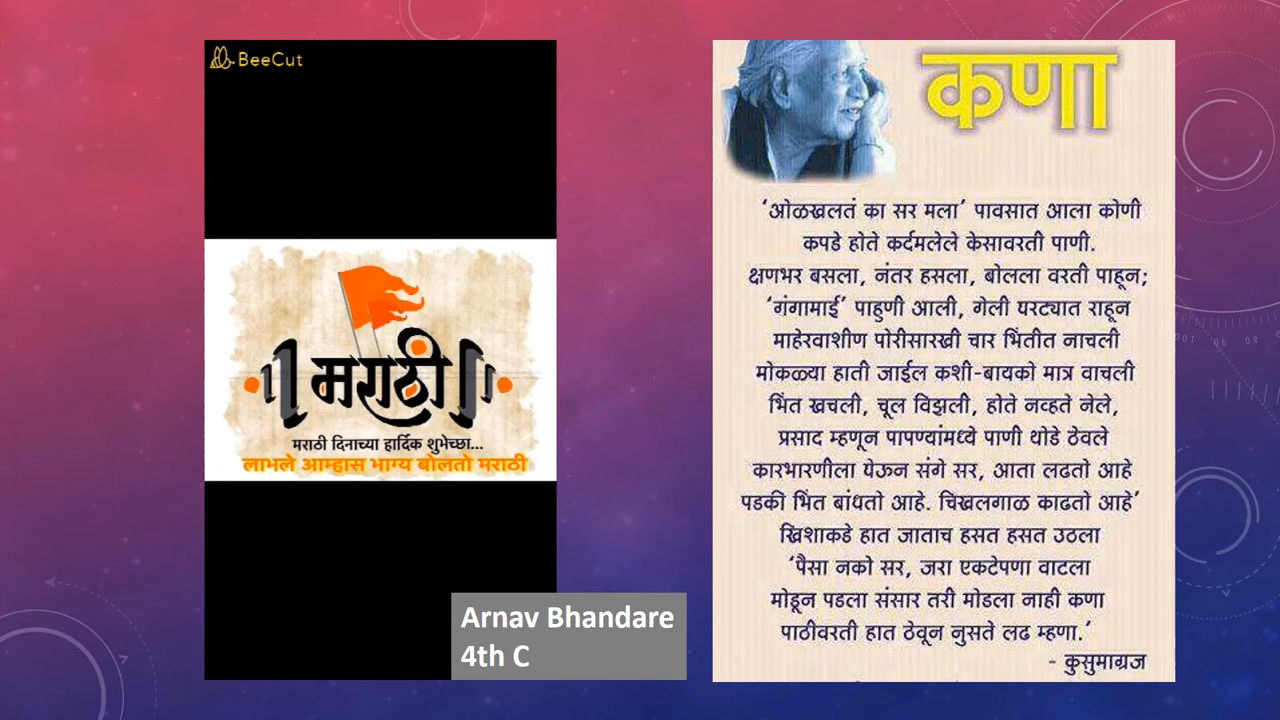 BeeCut
मराठी
मराठी दिनाच्या हार्दिक शुभेच्छा...
लाभले आम्हास भाग्य बोलतो मराठी
Arnav Bhandare
4th C
कणा
‘ओळखलतं का सर मला’ पावसात आला कोणी
कपडे होते कर्दमलेले केसावरती पाणी.
क्षणभर बसला, नंतर हसला, बोलला वरती पाहून;
‘गंगामाई’ पाहुणी आली, गेली घरट्यात राहून
माहेरवाशीण पोरीसारखी चार भिंतीत नाचली
मोकळ्या हाती जाईल कशी-बायको मात्र वाचली
भिंत खचली, चूल विझली, होते नव्हते नेले,
प्रसाद म्हणून पापण्यांमध्ये पाणी थोडे ठेवले
कारभारणीला घेऊन संगे सर, आता लढतो आहे
पडकी भिंत बांधतो आहे. चिखलगाळ काढतो आहे’
खिशाकडे हात जाताच हसत हसत उठला
‘पैसा नको सर, जरा एकटेपणा वाटला
मोडून पडला संसार तरी मोडला नाही कणा
पाठीवरती हात ठेवून नुसते लढ म्हणा.’
- कुसुमाग्रज